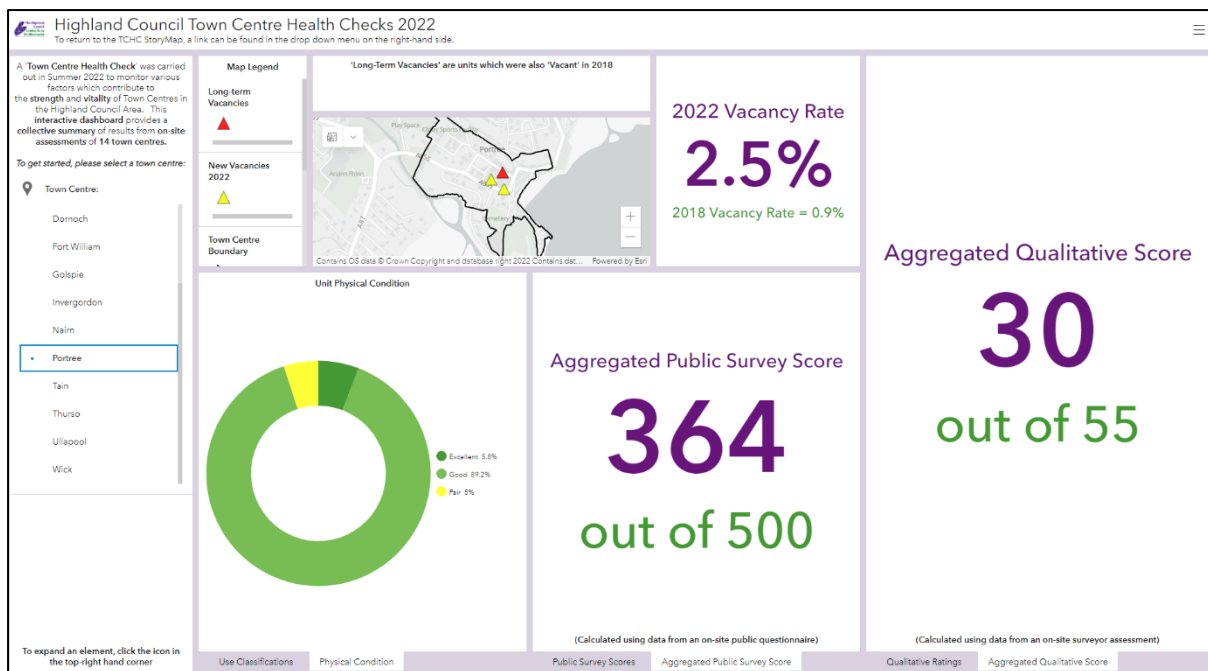 Highland Council Town Centre Health Checks 2022
To return to the TCHC StoryMap, a link can be found in the drop down menu on the right-hand side.
A 'Town Centre Health Check' was carried
out in Summer 2022 to monitor various
factors which contribute to
the strength and vitality of Town Centres in
the Highland Council Area. This
interactive dashboard provides a
collective summary of results from on-site
assessments of 14 town centres.
To get started, please select a town centre:
Town Centre:
Dornoch
Fort William
Golspie
Invergordon
Nairn
Portree
Tain
Thurso
Ullapool
Wick
To expand an element, click the icon in
the top-right hand corner
Map Legend
Long-term
Vacancies
New Vacancies
2022
Town Centre
Boundary
'Long-Term Vacancies' are units which were also 'Vacant' in 2018
Play Space
Portree
A855
A87
Cemetery
+
−
Contains OS data © Crown Copyright and database right 2022 Contains dat...
Powered by Esri
2022 Vacancy Rate
2.5%
2018 Vacancy Rate = 0.9%
Unit Physical Condition
Excellent 5.8%
Good 89.2%
Fair 5%
Use Classifications
Physical Condition
Aggregated Public Survey Score
364
out of 500
(Calculated using data from an on-site public questionnaire)
Public Survey Scores
Aggregated Public Survey Score
Aggregated Qualitative Score
30
out of 55
(Calculated using data from an on-site surveyor assessment)
Qualitative Ratings
Aggregated Qualitative Score